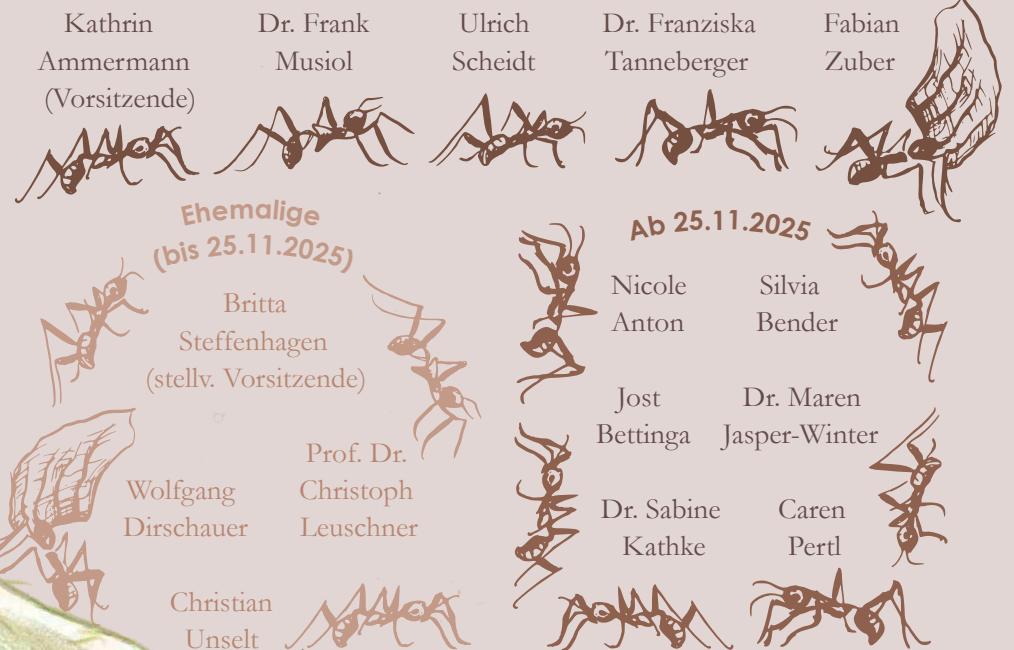 Kathrin
Ammermann
(Vorsitzende)
Dr. Frank
Musiol
Ulrich
Scheidt
Dr. Franziska
Tanneberger
Fabian
Zuber
Ehemalige
(bis 25.11.2025)
Britta
Steffenhagen
(stellv. Vorsitzende)
Wolfgang
Dirschauer
Prof. Dr.
Christoph
Leuschner
Christian
Unselt
Ab 25.11.2025
Nicole
Anton
Silvia
Bender
Jost
Bettinga
Dr. Maren
Jasper-Winter
Dr. Sabine
Kathke
Caren
Pertl